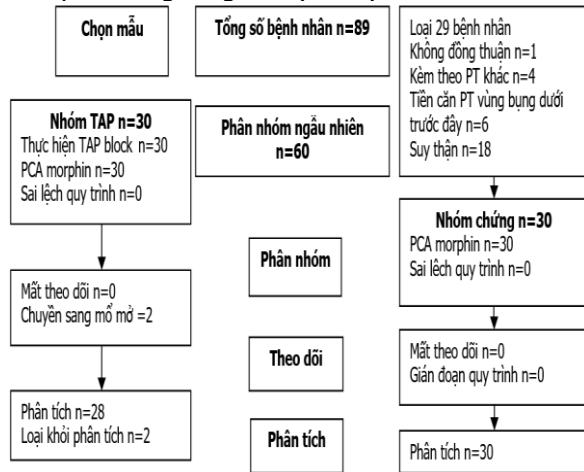 Chọn mẫu
Tổng số bệnh nhân n=89
Loại 29 bệnh nhân
Không đồng thuận n=1
Kèm theo PT khác n=4
Tiền căn PT vùng bụng dưới
trước đây n=6
Suy thận n=18
Nhóm TAP n=30
Thực hiện TAP block n=30
PCA morphin n=30
Sai lệch quy trình n=0
Phân nhóm ngẫu nhiên
n=60
Nhóm chứng n=30
PCA morphin n=30
Sai lệch quy trình n=0
Phân nhóm
Mất theo dõi n=0
Chuyển sang mổ mở =2
Theo dõi
Mất theo dõi n=0
Gián đoạn quy trình n=0
Phân tích n=28
Loại khỏi phân tích n=2
Phân tích
Phân tích n=30